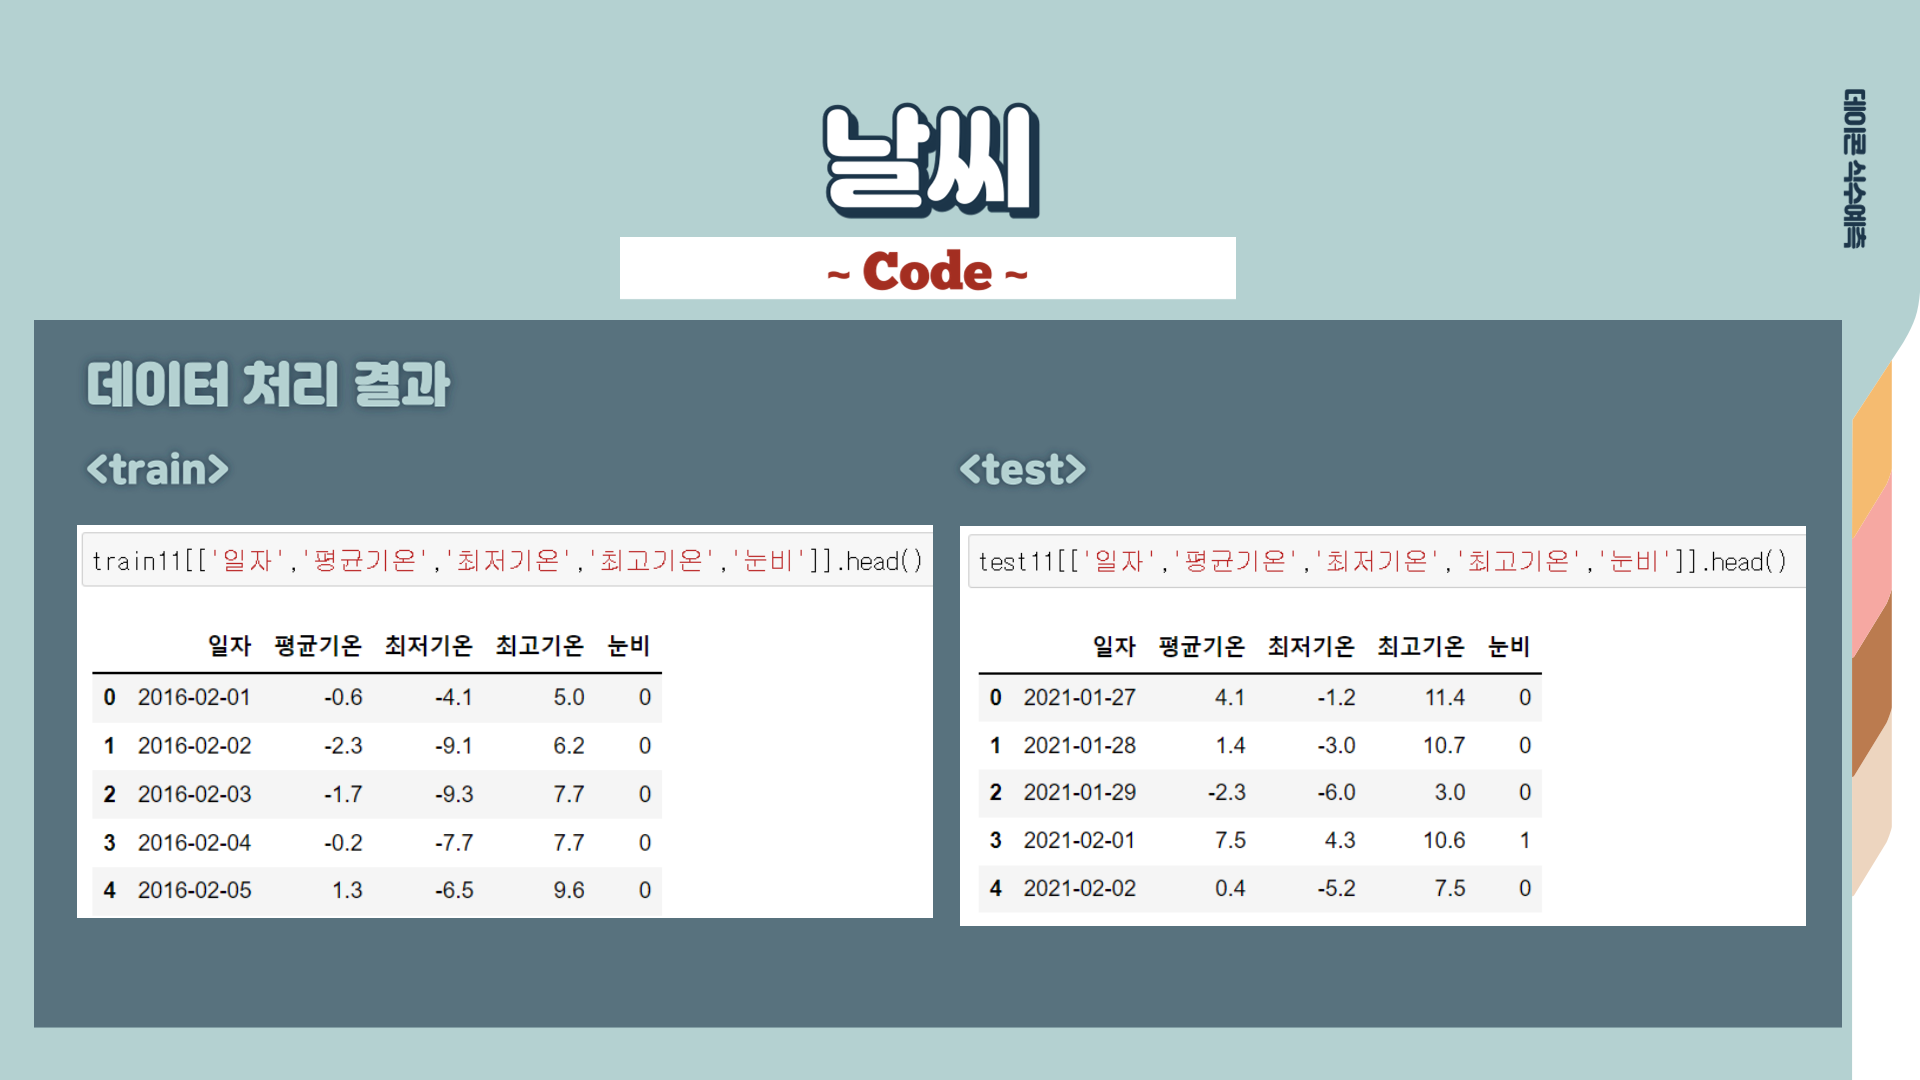 날씨
~ Code ~
데이콘 식수예측
데이터 처리 결과
<train>
train11[['일자','평균기온','최저기온','최고기온','눈비']].head()
일자 평균기온 최저기온 최고기온 눈비
0 2016-02-01 -0.6 -4.1 5.0 0
1 2016-02-02 -2.3 -9.1 6.2 0
2 2016-02-03 -1.7 -9.3 7.7 0
3 2016-02-04 -0.2 -7.7 7.7 0
4 2016-02-05 1.3 -6.5 9.6 0
<test>
test11[['일자','평균기온','최저기온','최고기온','눈비']].head()
일자 평균기온 최저기온 최고기온 눈비
0 2021-01-27 4.1 -1.2 11.4 0
1 2021-01-28 1.4 -3.0 10.7 0
2 2021-01-29 -2.3 -6.0 3.0 0
3 2021-02-01 7.5 4.3 10.6 1
4 2021-02-02 0.4 -5.2 7.5 0